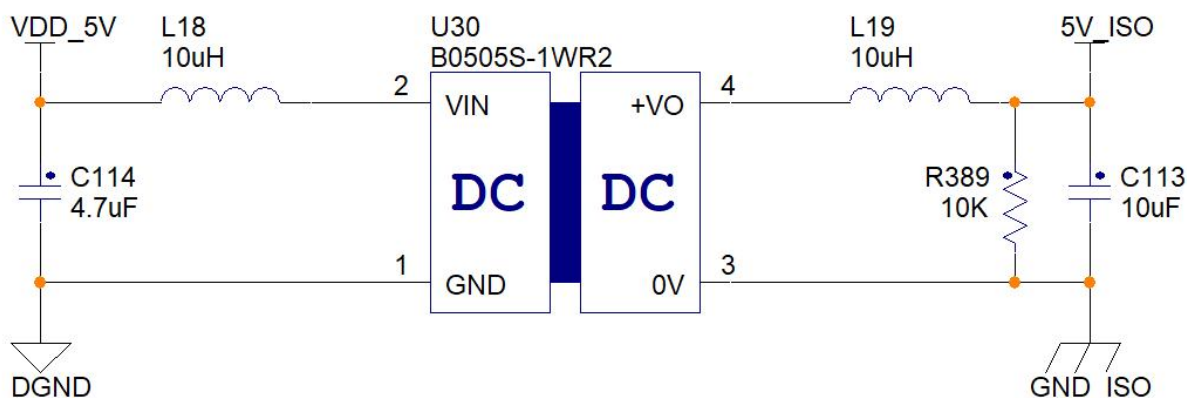 VDD_5V
L18
10uH
U30
B0505S-1WR2
L19
10uH
5V_ISO
2
VIN
+VO
4
C114
4.7uF
DC
DC
R389
10K
C113
10uF
1
GND
0V
3
DGND
GND_ISO